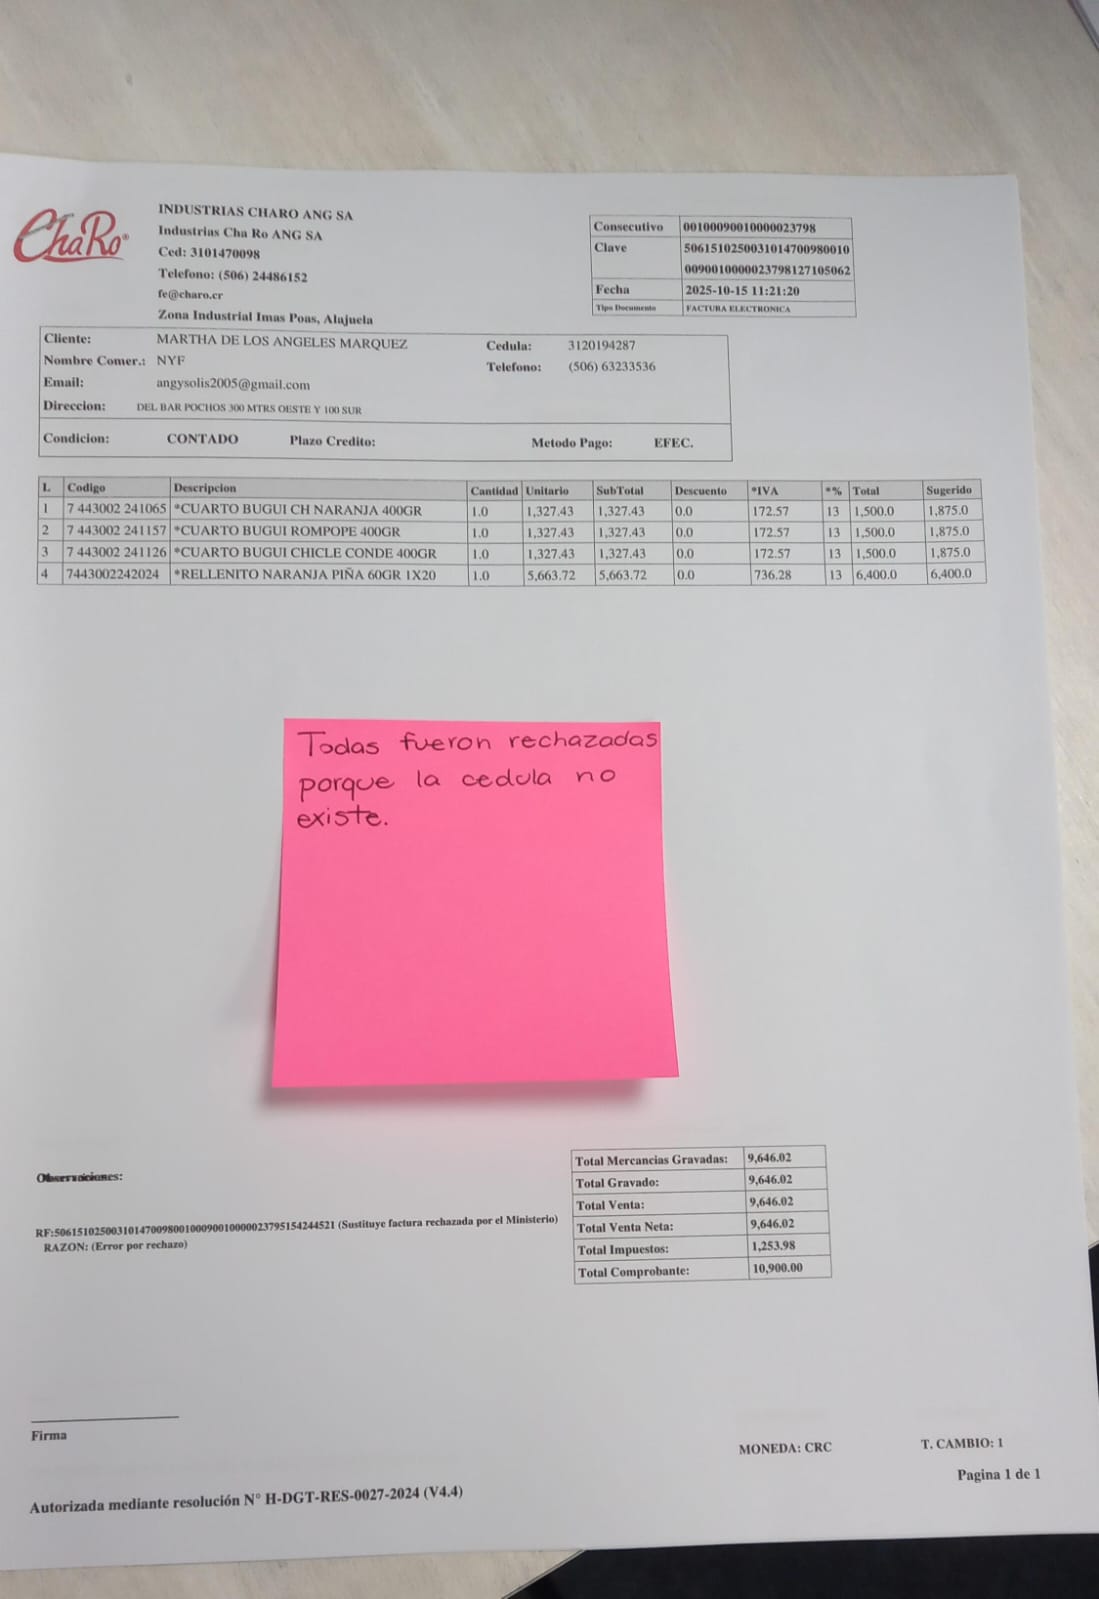 ChaRo®
INDUSTRIAS CHARO ANG SA
Industrias Cha Ro ANG SA
Ced: 3101470098
Telefono: (506) 24486152
fe@charo.cr
Zona Industrial Imas Poas, Alajuela
Consecutivo 00100090010000023798
Clave 5061510250031014700980010
0090010000023798127105062
Fecha 2025-10-15 11:21:20
Tipo Documento FACTURA ELECTRONICA
Cliente: MARTHA DE LOS ANGELES MARQUEZ Cedula: 3120194287
Nombre Comer.: NYF Telefono: (506) 63233536
Email: angysolis2005@gmail.com
Direccion: DEL BAR POCHOS 300 MTRS OESTE Y 100 SUR
Condicion: CONTADO Plazo Credito: Metodo Pago: EFEC.
L Codigo Descripcion Cantidad Unitario SubTotal Descuento *IVA *% Total Sugerido
1 7 443002 241065 *CUARTO BUGUI CH NARANJA 400GR 1.0 1,327.43 1,327.43 0.0 172.57 13 1,500.0 1,875.0
2 7 443002 241157 *CUARTO BUGUI ROMPOPE 400GR 1.0 1,327.43 1,327.43 0.0 172.57 13 1,500.0 1,875.0
3 7 443002 241126 *CUARTO BUGUI CHICLE CONDE 400GR 1.0 1,327.43 1,327.43 0.0 172.57 13 1,500.0 1,875.0
4 7443002242024 *RELLENITO NARANJA PIÑA 60GR 1X20 1.0 5,663.72 5,663.72 0.0 736.28 13 6,400.0 6,400.0
Todas fueron rechazadas
porque la cedula no
existe.
Total Mercancias Gravadas: 9,646.02
Total Gravado: 9,646.02
Total Venta: 9,646.02
Total Venta Neta: 9,646.02
Total Impuestos: 1,253.98
Total Comprobante: 10,900.00
RF:50615102500310147009800100090010000023795154244521 (Sustituye factura rechazada por el Ministerio)
RAZON: (Error por rechazo)
Firma
MONEDA: CRC T. CAMBIO: 1
Pagina 1 de 1
Autorizada mediante resolución N° H-DGT-RES-0027-2024 (V4.4)